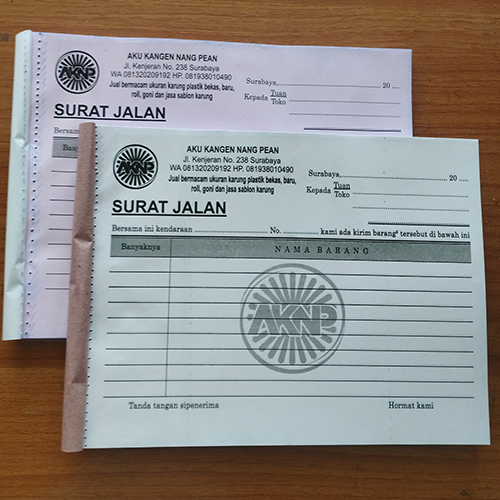 AKNP
AKU KANGEN NANG PEAN
Jl. Kenjeran No. 238 Surabaya
WA 081320209192 HP. 081938010490
Jual bermacam ukuran karung plastik bekas, baru,
roll, goni dan jasa sablon karung
Surabaya, 20
Kepada Tuan
Toko
SURAT JALAN
Bersama
Ban
AKNP
AKU KANGEN NANG PEAN
Jl. Kenjeran No. 238 Surabaya
WA 081320209192 HP. 081938010490
Jual bermacam ukuran karung plastik bekas, baru,
roll, goni dan jasa sablon karung
Surabaya, 20
Kepada Tuan
Toko
SURAT JALAN
Bersama ini kendaraan No. kami ada kirim barang² tersebut di bawah ini
Banyaknya NAMA BARANG
AKNP
Tanda tangan sipenerima Hormat kami